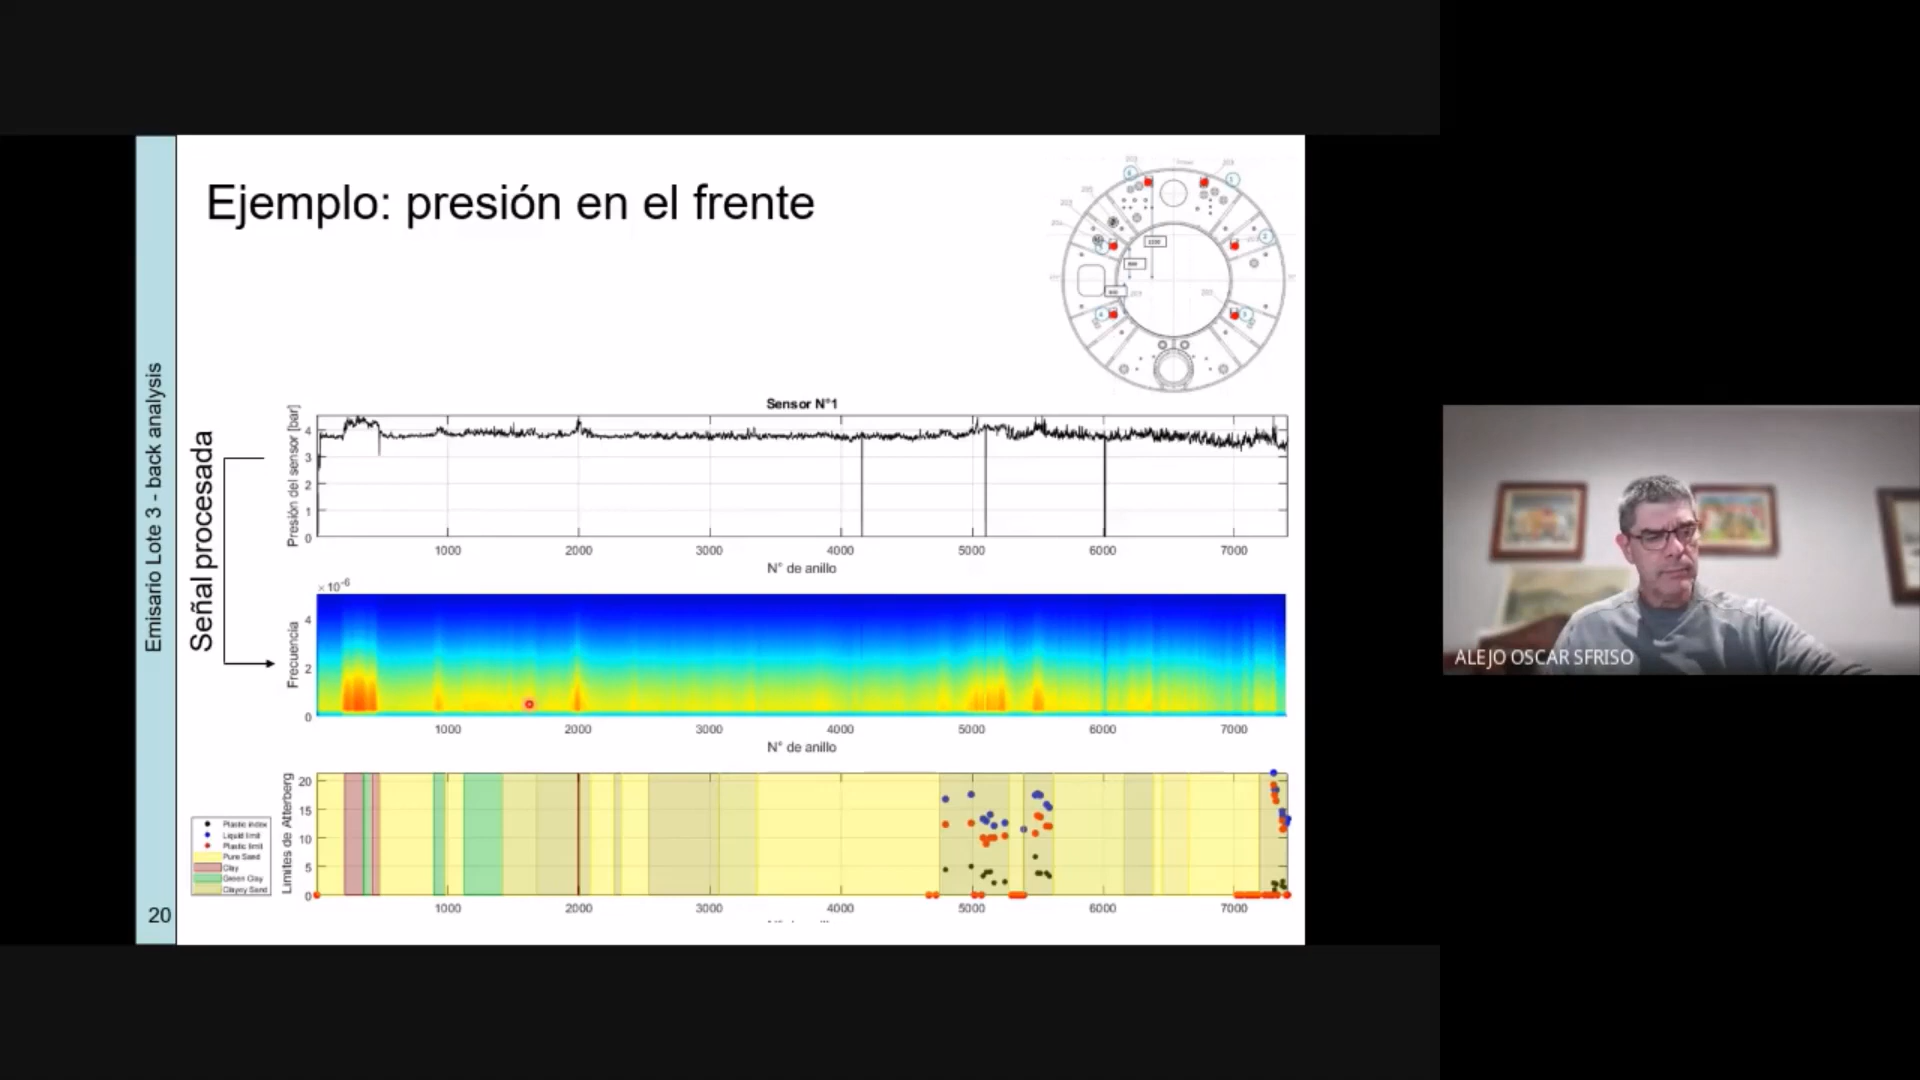 Ejemplo: presión en el frente
Emisario Lote 3 - back analysis
20
Señal procesada
Sensor N°1
Presión del sensor [bar]
4
3
2
1
0
1000 2000 3000 4000 5000 6000 7000
N° de anillo
× 10^-6
Frecuencia
4
2
0
1000 2000 3000 4000 5000 6000 7000
N° de anillo
Límites de Atterberg
20
15
10
5
0
1000 2000 3000 4000 5000 6000 7000
Plastic index
Liquid limit
Plastic limit
Pure Sand
Clay
Green Clay
Clayey Sand
ALEJO OSCAR SFRISO